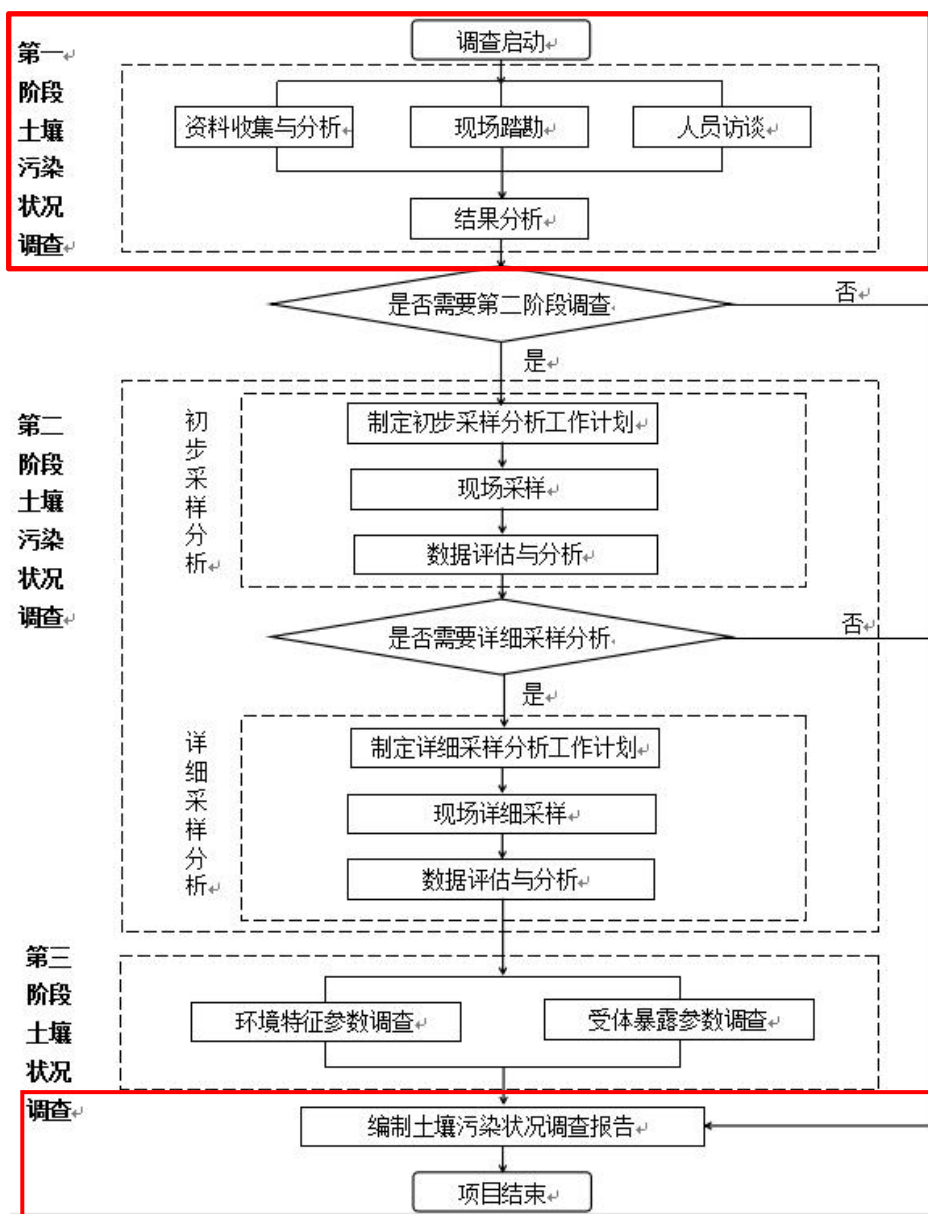 调查启动
第一
阶段
土壤
污染
状况
调查
资料收集与分析
现场踏勘
人员访谈
结果分析
是否需要第二阶段调查
否
是
第二
阶段
土壤
污染
状况
调查
初步采样分析
制定初步采样分析工作计划
现场采样
数据评估与分析
是否需要详细采样分析
否
是
详细采样分析
制定详细采样分析工作计划
现场详细采样
数据评估与分析
第三
阶段
土壤
状况
调查
环境特征参数调查
受体暴露参数调查
编制土壤污染状况调查报告
项目结束